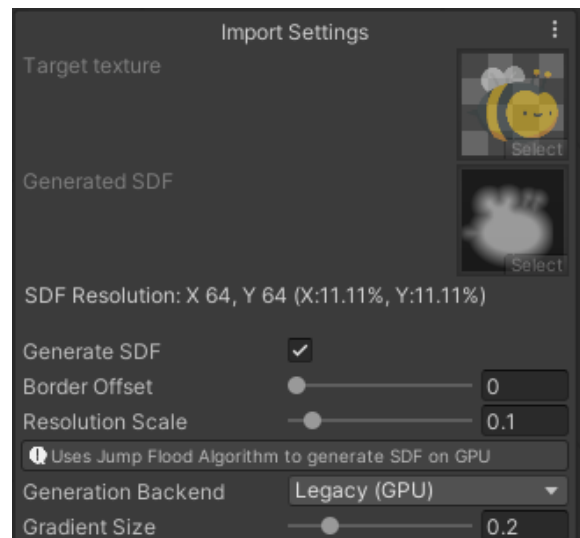 Import Settings
Target texture
Select
Generated SDF
Select
SDF Resolution: X 64, Y 64 (X:11.11%, Y:11.11%)
Generate SDF
Border Offset 0
Resolution Scale 0.1
Uses Jump Flood Algorithm to generate SDF on GPU
Generation Backend Legacy (GPU)
Gradient Size 0.2